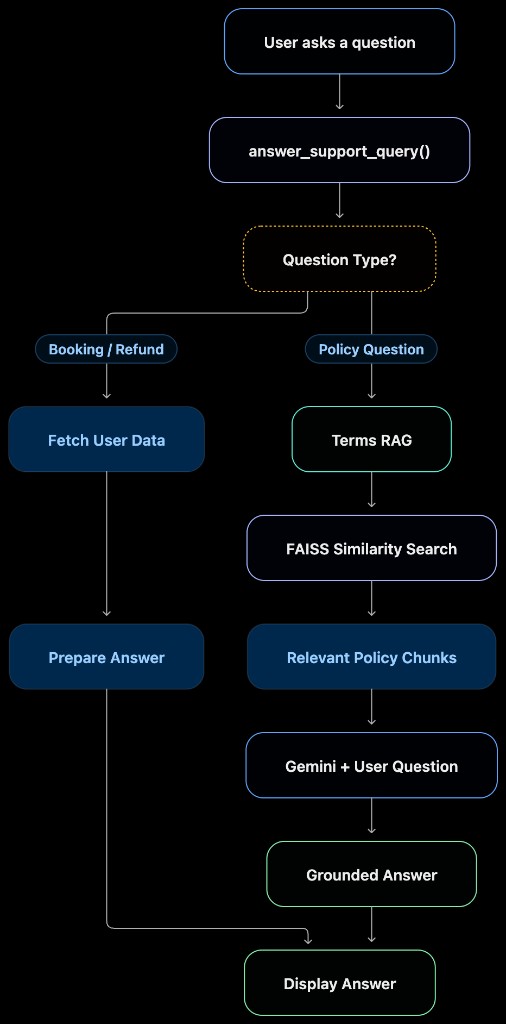 User asks a question
answer_support_query()
Question Type?
Booking / Refund
Policy Question
Fetch User Data
Terms RAG
FAISS Similarity Search
Prepare Answer
Relevant Policy Chunks
Gemini + User Question
Grounded Answer
Display Answer